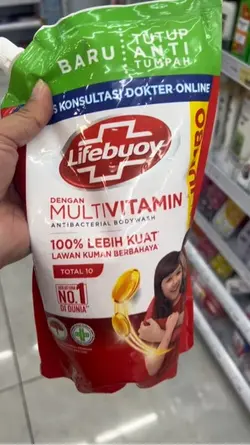 BARU
TUTUP
ANTI
TUMPAH
KONSULTASI DOKTER ONLINE
JUMBO
Lifebuoy
DENGAN
MULTIVITAMIN
ANTIBACTERIAL BODYWASH
100% LEBIH KUAT
LAWAN KUMAN BERBAHAYA
TOTAL 10
NO.1
DI DUNIA